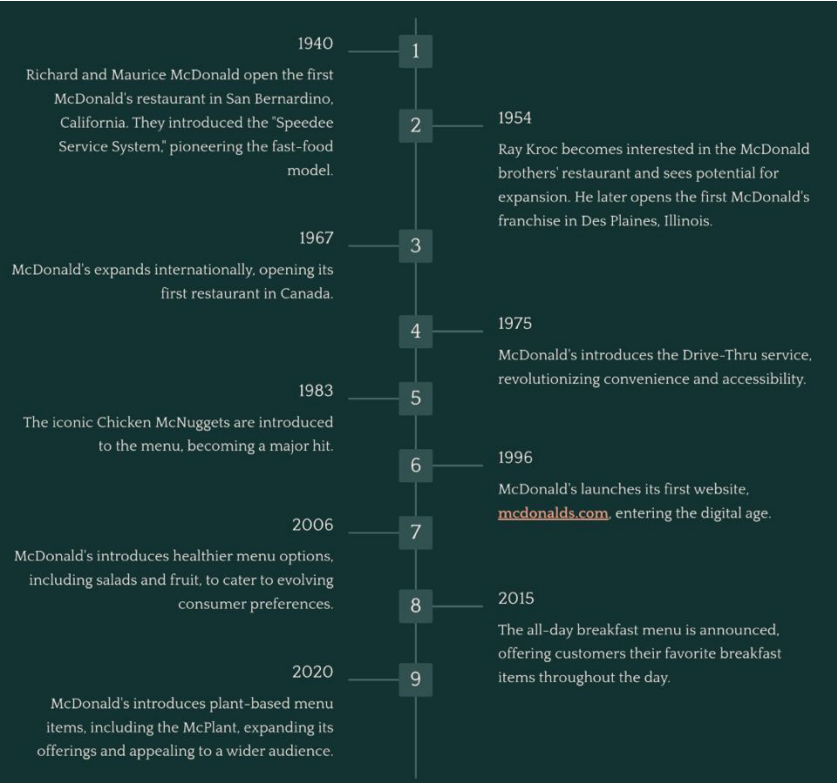 1940
1
Richard and Maurice McDonald open the first
McDonald's restaurant in San Bernardino,
California. They introduced the "Speedee
Service System," pioneering the fast-food
model.
2
1954
Ray Kroc becomes interested in the McDonald
brothers' restaurant and sees potential for
expansion. He later opens the first McDonald's
franchise in Des Plaines, Illinois.
1967
3
McDonald's expands internationally, opening its
first restaurant in Canada.
4
1975
McDonald's introduces the Drive-Thru service,
revolutionizing convenience and accessibility.
1983
5
The iconic Chicken McNuggets are introduced
to the menu, becoming a major hit.
6
1996
McDonald's launches its first website,
mcdonalds.com, entering the digital age.
2006
7
McDonald's introduces healthier menu options,
including salads and fruit, to cater to evolving
consumer preferences.
8
2015
The all-day breakfast menu is announced,
offering customers their favorite breakfast
items throughout the day.
2020
9
McDonald's introduces plant-based menu
items, including the McPlant, expanding its
offerings and appealing to a wider audience.